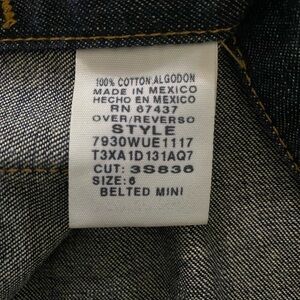 100% COTTON.ALGODON
MADE IN MEXICO
HECHO EN MEXICO
RN 67437
OVER/REVERSO
STYLE
7930WUE1117
T3XA1D131AQ7
CUT: 3S836
SIZE: 6
BELTED MINI